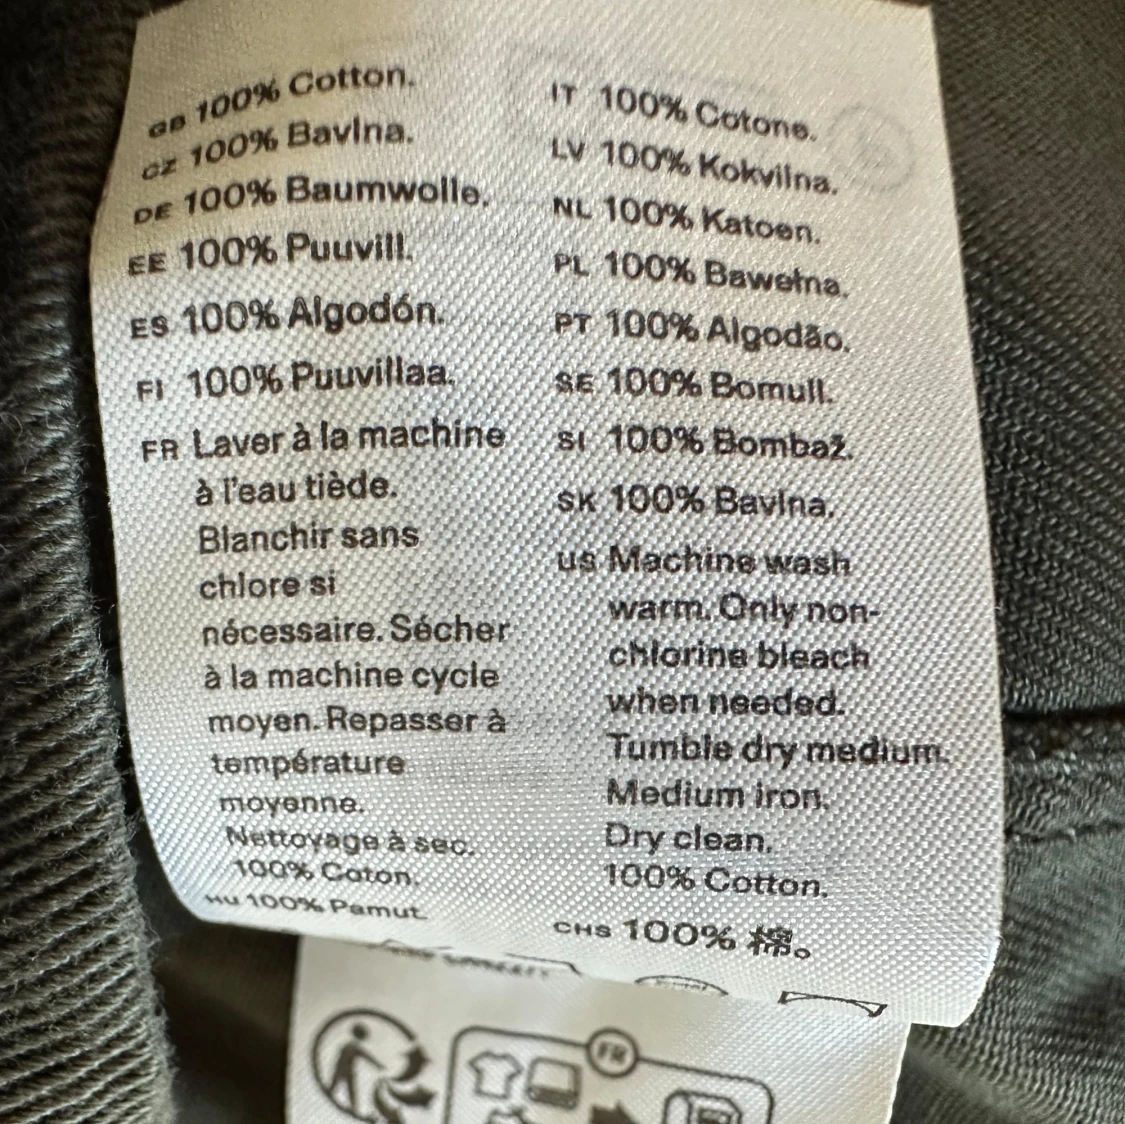 GB 100% Cotton.
CZ 100% Bavlna.
DE 100% Baumwolle.
EE 100% Puuvill.
ES 100% Algodón.
FI 100% Puuvillaa.
FR Laver à la machine
à l'eau tiède.
Blanchir sans
chlore si
nécessaire. Sécher
à la machine cycle
moyen. Repasser à
température
moyenne.
Nettoyage à sec.
100% Coton.
HU 100% Pamut.
IT 100% Cotone.
LV 100% Kokvilna.
NL 100% Katoen.
PL 100% Bawełna.
PT 100% Algodão.
SE 100% Bomull.
SI 100% Bombaž.
SK 100% Bavlna.
US Machine wash
warm. Only non-
chlorine bleach
when needed.
Tumble dry medium.
Medium iron.
Dry clean.
100% Cotton.
CHS 100% 棉。
FR